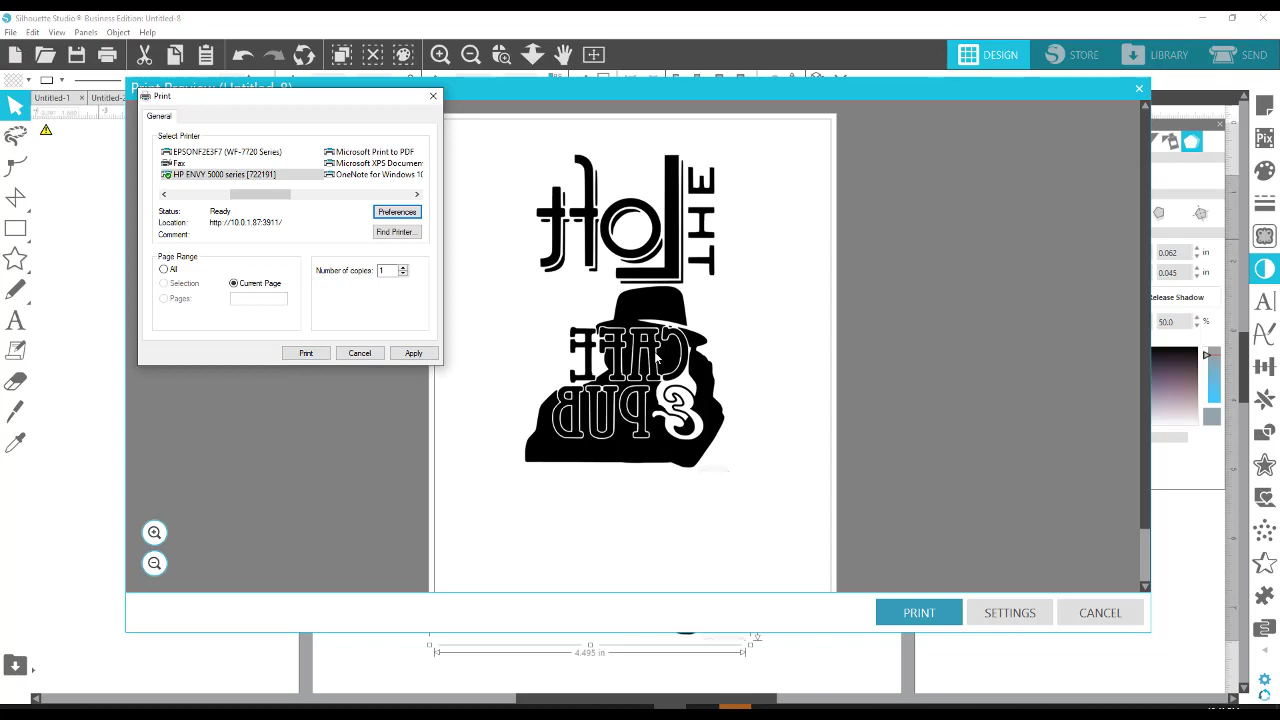 Silhouette Studio® Business Edition: Untitled-8
File Edit View Panels Object Help
DESIGN STORE LIBRARY SEND
Print Preview (Untitled-8)
Untitled-1 × Untitled-2
Print
General
Select Printer
EPSONF2E3F7 (WF-7720 Series) Microsoft Print to PDF
Fax Microsoft XPS Documen
HP ENVY 5000 series [722191] OneNote for Windows 10
Status: Ready Preferences
Location: http://10.0.1.87:3911/
Comment: Find Printer...
Page Range
All Number of copies: 1
Selection Current Page
Pages:
Print Cancel Apply
THE
Loft
CAFE
& PUB
0.062 in
0.045 in
Release Shadow
50.0 %
PRINT SETTINGS CANCEL
4.495 in